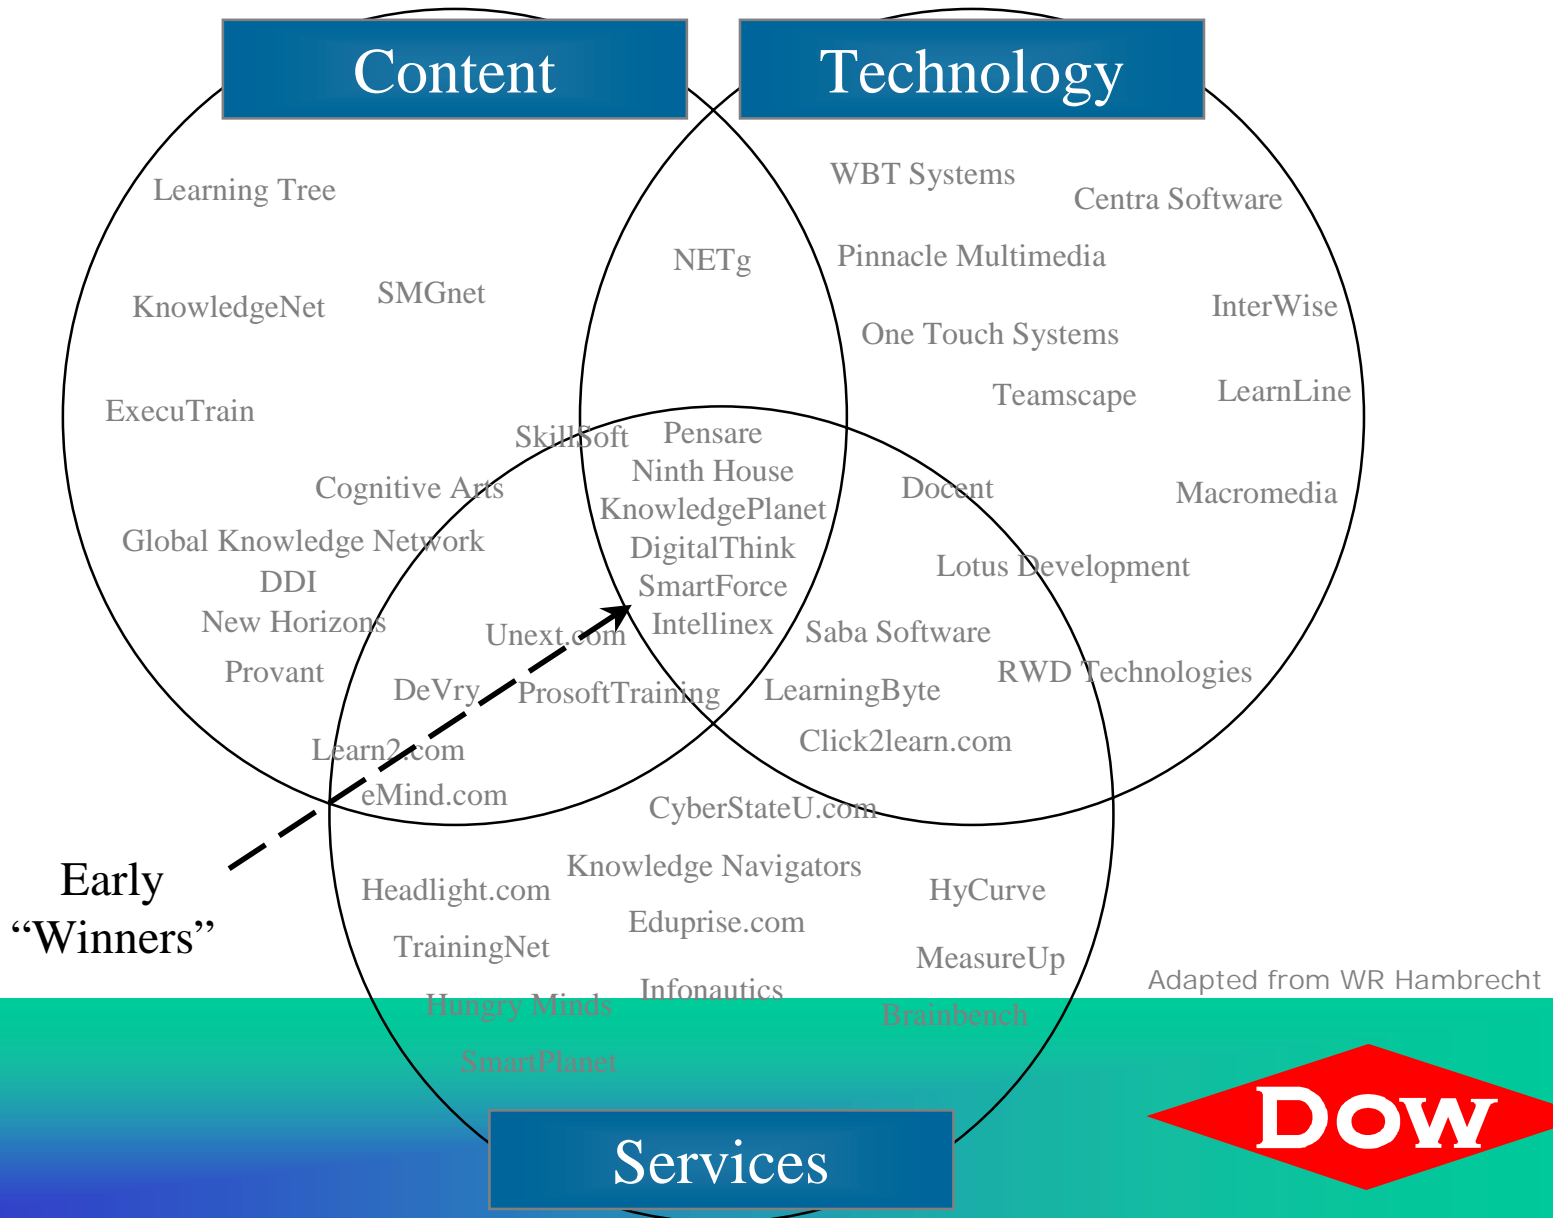 Content
Technology
WBT Systems
Learning Tree
Centra Software
NETg
Pinnacle Multimedia
SMGnet
KnowledgeNet
InterWise
One Touch Systems
Teamscape
LearnLine
ExecuTrain
SkillSoft
Pensare
Ninth House
Cognitive Arts
Docent
Macromedia
KnowledgePlanet
Global Knowledge Network
DigitalThink
Lotus Development
DDI
SmartForce
New Horizons
Unext.com
Intellinex
Saba Software
Provant
RWD Technologies
DeVry
ProsoftTraining
LearningByte
Learn2.com
Click2learn.com
eMind.com
CyberStateU.com
Early
“Winners”
Knowledge Navigators
Headlight.com
HyCurve
Eduprise.com
TrainingNet
MeasureUp
Adapted from WR Hambrecht
Infonautics
Hungry Minds
Brainbench
SmartPlanet
Dow
Services